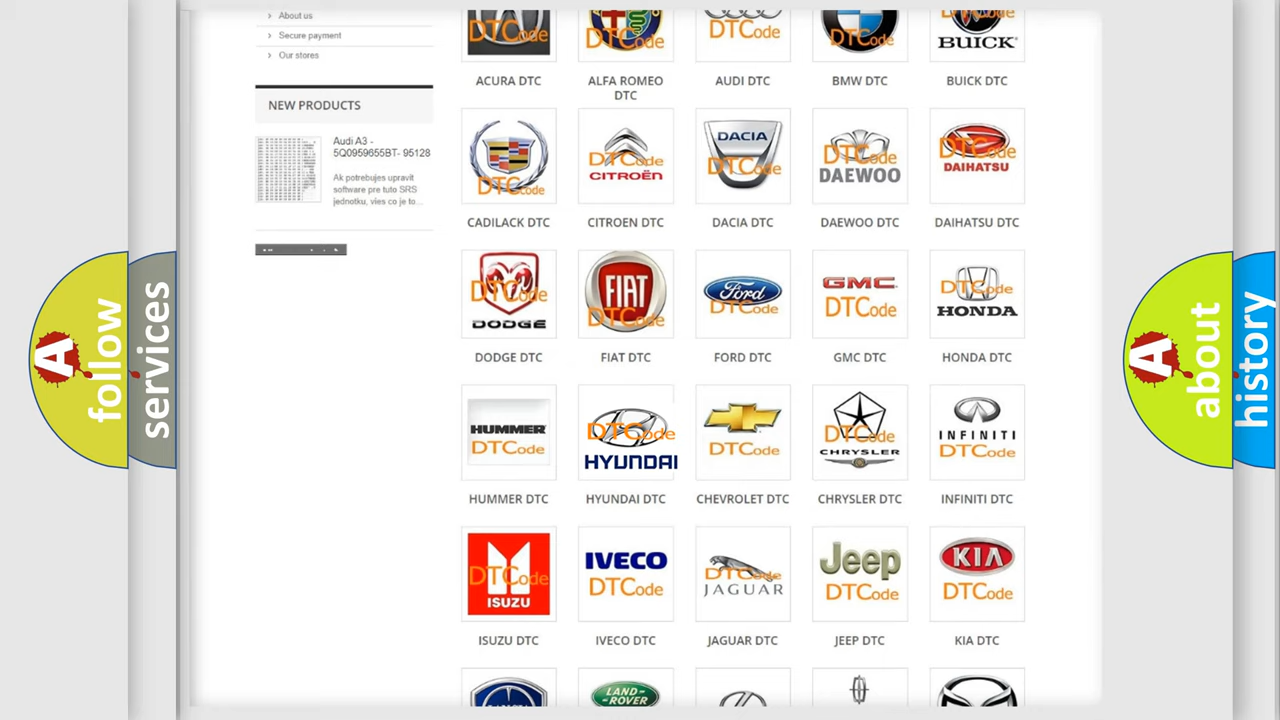 About us
Secure payment
Our stores
NEW PRODUCTS
Audi A3 -
5Q0959655BT- 95128
Ak potrebujes upravit
software pre tuto SRS
jednotku, vies co je to...
DTCode
DTCode
DTCode
DTCode
BUICK
ACURA DTC
ALFA ROMEO
DTC
AUDI DTC
BMW DTC
BUICK DTC
DTCode
DTCode
CITROËN
DACIA
DTCode
DTCode
DAEWOO
DTCode
DAIHATSU
CADILACK DTC
CITROEN DTC
DACIA DTC
DAEWOO DTC
DAIHATSU DTC
DTCode
DODGE
FIAT
DTCode
Ford
DTCode
GMC
DTCode
DTCode
HONDA
DODGE DTC
FIAT DTC
FORD DTC
GMC DTC
HONDA DTC
HUMMER
DTCode
DTCode
HYUNDAI
DTCode
DTCode
CHRYSLER
INFINITI
DTCode
HUMMER DTC
HYUNDAI DTC
CHEVROLET DTC
CHRYSLER DTC
INFINITI DTC
DTCode
ISUZU
IVECO
DTCode
DTCode
JAGUAR
Jeep
DTCode
KIA
DTCode
ISUZU DTC
IVECO DTC
JAGUAR DTC
JEEP DTC
KIA DTC
LAND-
ROVER
A
follow
services
A
about
history